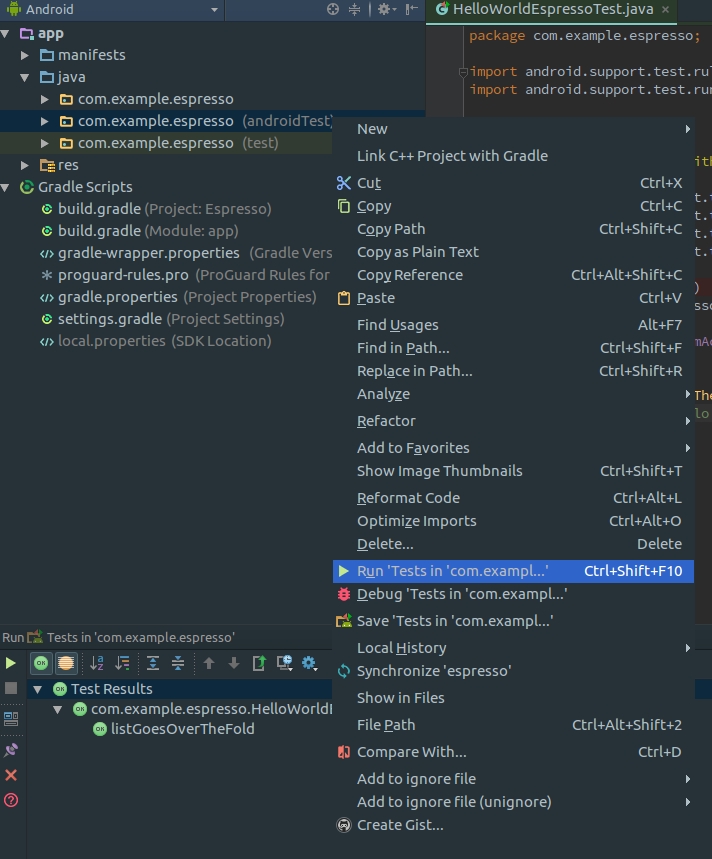 Android
HelloWorldEspressoTest.java
app
manifests
java
com.example.espresso
com.example.espresso (androidTest)
com.example.espresso (test)
res
Gradle Scripts
build.gradle (Project: Espresso)
build.gradle (Module: app)
gradle-wrapper.properties (Gradle Vers
proguard-rules.pro (ProGuard Rules for
gradle.properties (Project Properties)
settings.gradle (Project Settings)
local.properties (SDK Location)
package com.example.espresso;
import android.support.test.rul
import android.support.test.run
New
Link C++ Project with Gradle
Cut Ctrl+X
Copy Ctrl+C
Copy Path Ctrl+Shift+C
Copy as Plain Text
Copy Reference Ctrl+Alt+Shift+C
Paste Ctrl+V
Find Usages Alt+F7
Find in Path... Ctrl+Shift+F
Replace in Path... Ctrl+Shift+R
Analyze
Refactor
Add to Favorites
Show Image Thumbnails Ctrl+Shift+T
Reformat Code Ctrl+Alt+L
Optimize Imports Ctrl+Alt+O
Delete... Delete
Run 'Tests in 'com.exampl...' Ctrl+Shift+F10
Debug 'Tests in 'com.exampl...'
Save 'Tests in 'com.exampl...'
Local History
Synchronize 'espresso'
Show in Files
File Path Ctrl+Alt+Shift+2
Compare With... Ctrl+D
Add to ignore file
Add to ignore file (unignore)
Create Gist...
Run Tests in 'com.example.espresso'
Test Results
com.example.espresso.HelloWorldE
listGoesOverTheFold